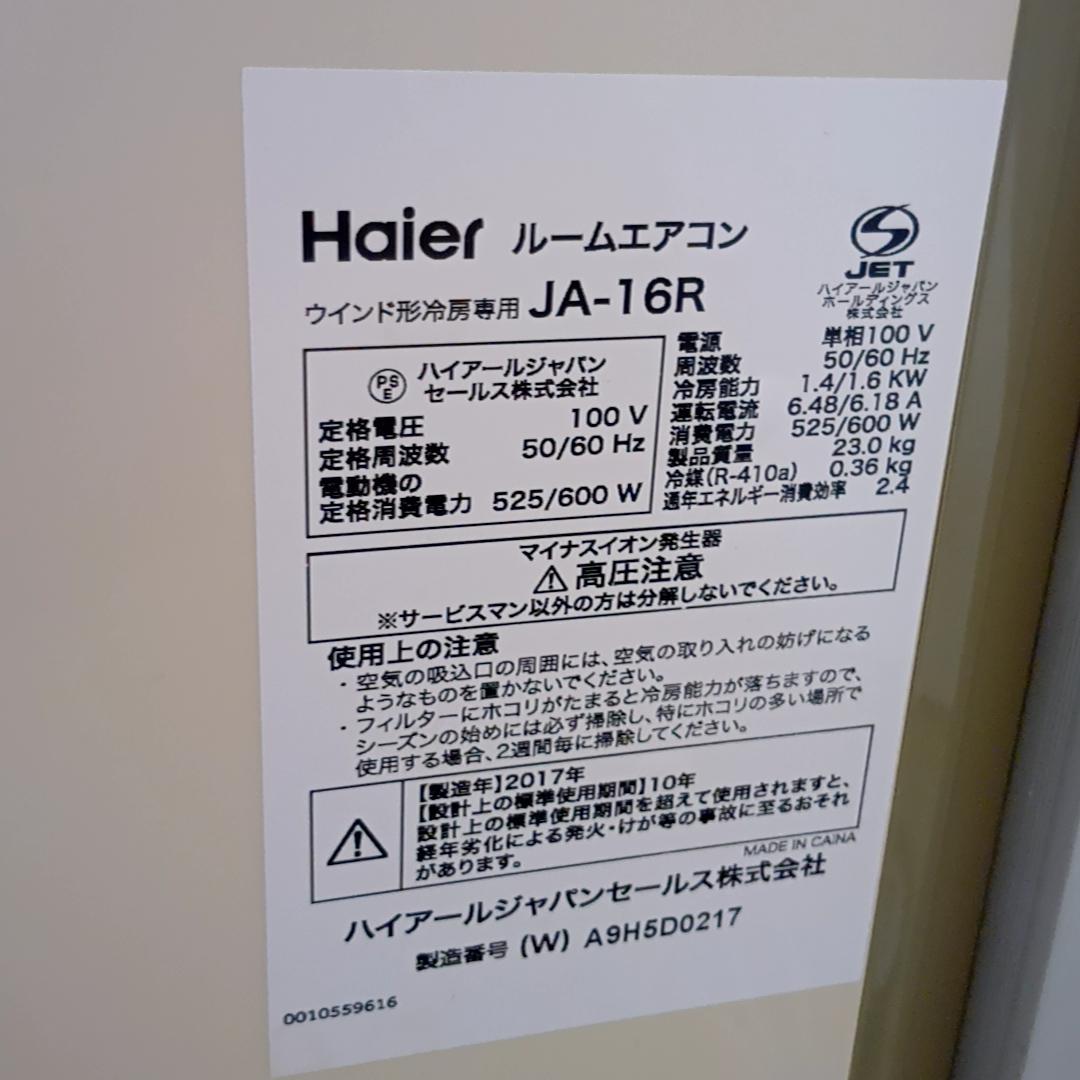 Haier ルームエアコン
JET
ハイアールジャパン
ホールディングス
株式会社
ウインド形冷房専用 JA-16R
PS
E
ハイアールジャパン
セールス株式会社
定格電圧 100 V
定格周波数 50/60 Hz
電動機の
定格消費電力 525/600 W
電源 単相100 V
周波数 50/60 Hz
冷房能力 1.4/1.6 KW
運転電流 6.48/6.18 A
消費電力 525/600 W
製品質量 23.0 kg
冷媒(R-410a) 0.36 kg
通年エネルギー消費効率 2.4
マイナスイオン発生器
高圧注意
※サービスマン以外の方は分解しないでください。
使用上の注意
・空気の吸込口の周囲には、空気の取り入れの妨げになる
ようなものを置かないでください。
・フィルターにホコリがたまると冷房能力が落ちますので、
シーズンの始めには必ず掃除し、特にホコリの多い場所で
使用する場合、2週間毎に掃除してください。
【製造年】2017年
【設計上の標準使用期間】10年
設計上の標準使用期間を超えて使用されますと、
経年劣化による発火・けが等の事故に至るおそれ
があります。
MADE IN CAINA
ハイアールジャパンセールス株式会社
製造番号 (W) A9H5D0217
0010559616